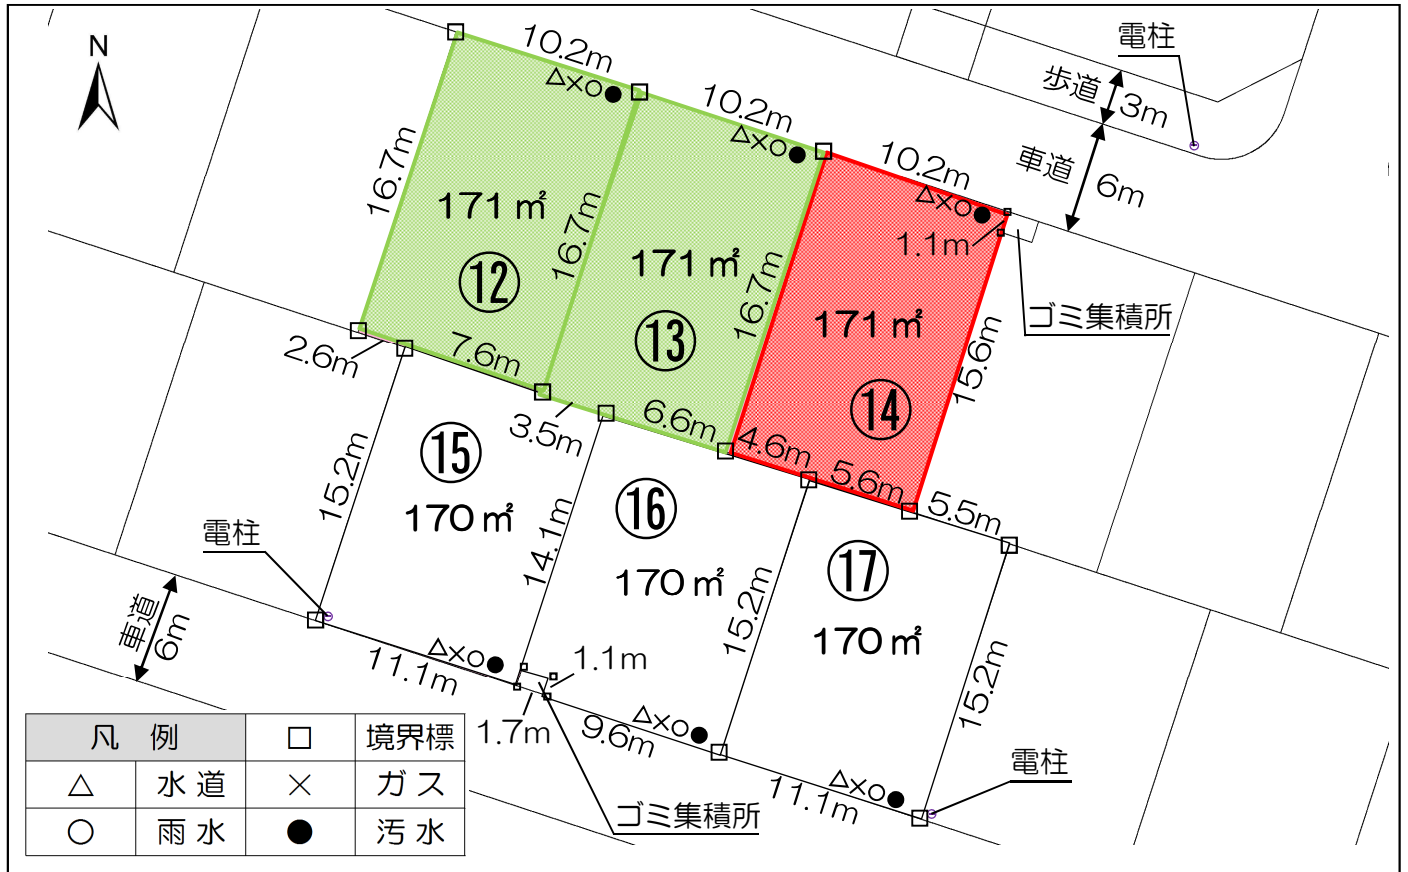 N
10.2m
△×○●
10.2m
△×○●
10.2m
△×○●
電柱
歩道
3m
車道
6m
1.1m
ゴミ集積所
16.7m
171㎡
⑫
16.7m
171㎡
⑬
16.7m
171㎡
⑭
15.6m
2.6m
7.6m
3.5m
6.6m
4.6m
5.6m
5.5m
15.2m
⑮
170㎡
14.1m
⑯
170㎡
15.2m
⑰
170㎡
15.2m
電柱
車道
6m
△×○●
11.1m
1.1m
1.7m
△×○●
9.6m
ゴミ集積所
△×○●
11.1m
電柱
凡 例 □ 境界標
△ 水道 × ガス
○ 雨水 ● 汚水